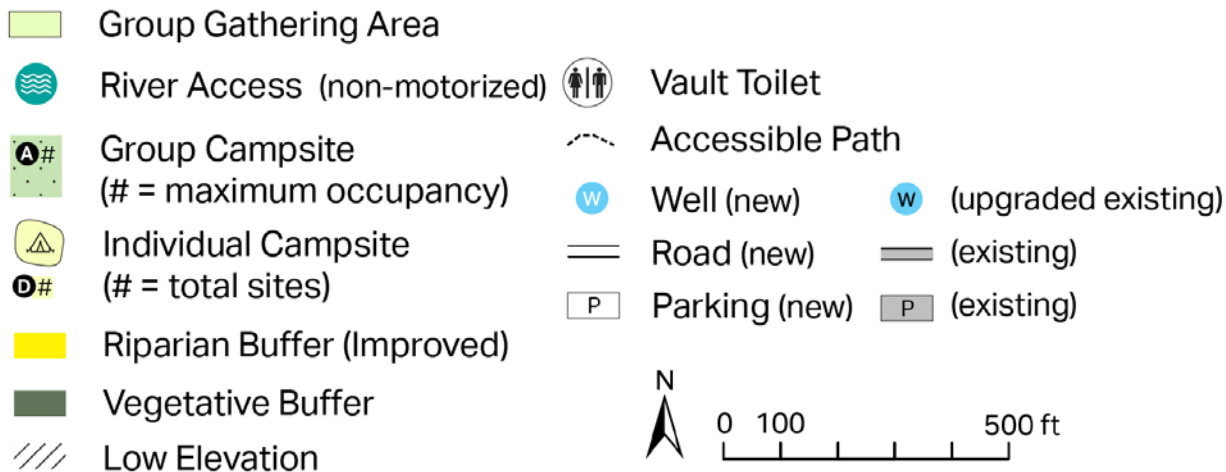 Group Gathering Area
River Access (non-motorized)
A#
Group Campsite
(# = maximum occupancy)
Individual Campsite
D#
(# = total sites)
Riparian Buffer (Improved)
Vegetative Buffer
Low Elevation
Vault Toilet
Accessible Path
W
Well (new)
W
(upgraded existing)
Road (new)
(existing)
P
Parking (new)
P
(existing)
N
0 100 500 ft